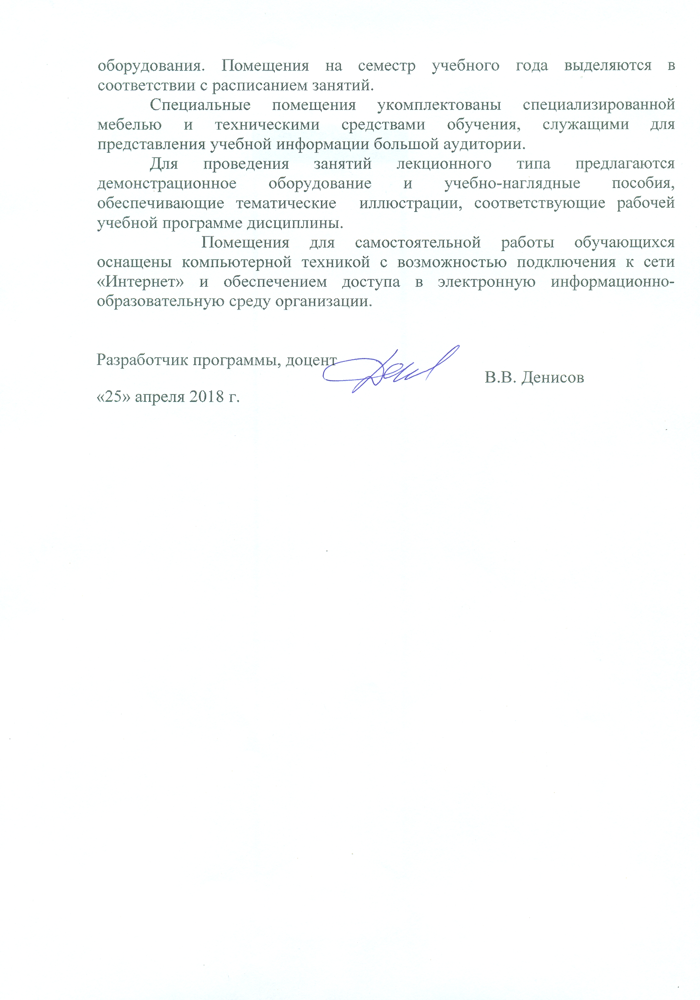 оборудования. Помещения на семестр учебного года выделяются в
соответствии с расписанием занятий.
Специальные помещения укомплектованы специализированной
мебелью и техническими средствами обучения, служащими для
представления учебной информации большой аудитории.
Для проведения занятий лекционного типа предлагаются
демонстрационное оборудование и учебно-наглядные пособия,
обеспечивающие тематические иллюстрации, соответствующие рабочей
учебной программе дисциплины.
Помещения для самостоятельной работы обучающихся
оснащены компьютерной техникой с возможностью подключения к сети
«Интернет» и обеспечением доступа в электронную информационно-
образовательную среду организации.
Разработчик программы, доцент
В.В. Денисов
«25» апреля 2018 г.